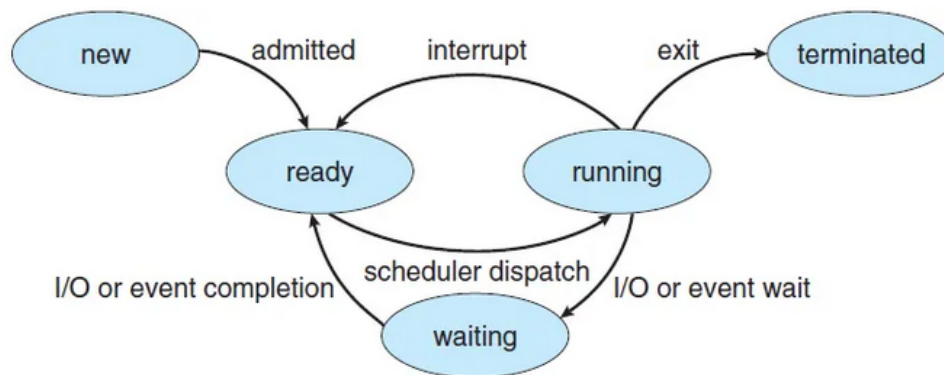 new
admitted
interrupt
exit
terminated
ready
running
I/O or event completion
scheduler dispatch
I/O or event wait
waiting